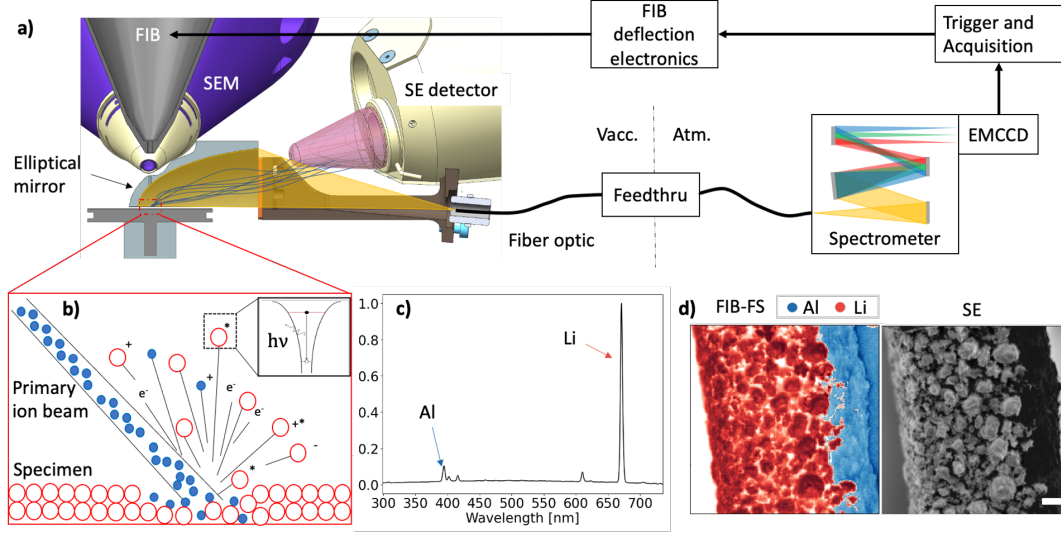 a)
FIB
SEM
SE detector
Elliptical
mirror
FIB
deflection
electronics
Trigger and
Acquisition
Vacc.
Atm.
EMCCD
Feedthru
Fiber optic
Spectrometer
b)
*
hν
+
+
e-
e-
e-
+*
-
*
Primary
ion beam
Specimen
c)
1.0
0.8
0.6
0.4
0.2
0.0
Li
Al
300 350 400 450 500 550 600 650 700
Wavelength [nm]
d)
FIB-FS
Al
Li
SE